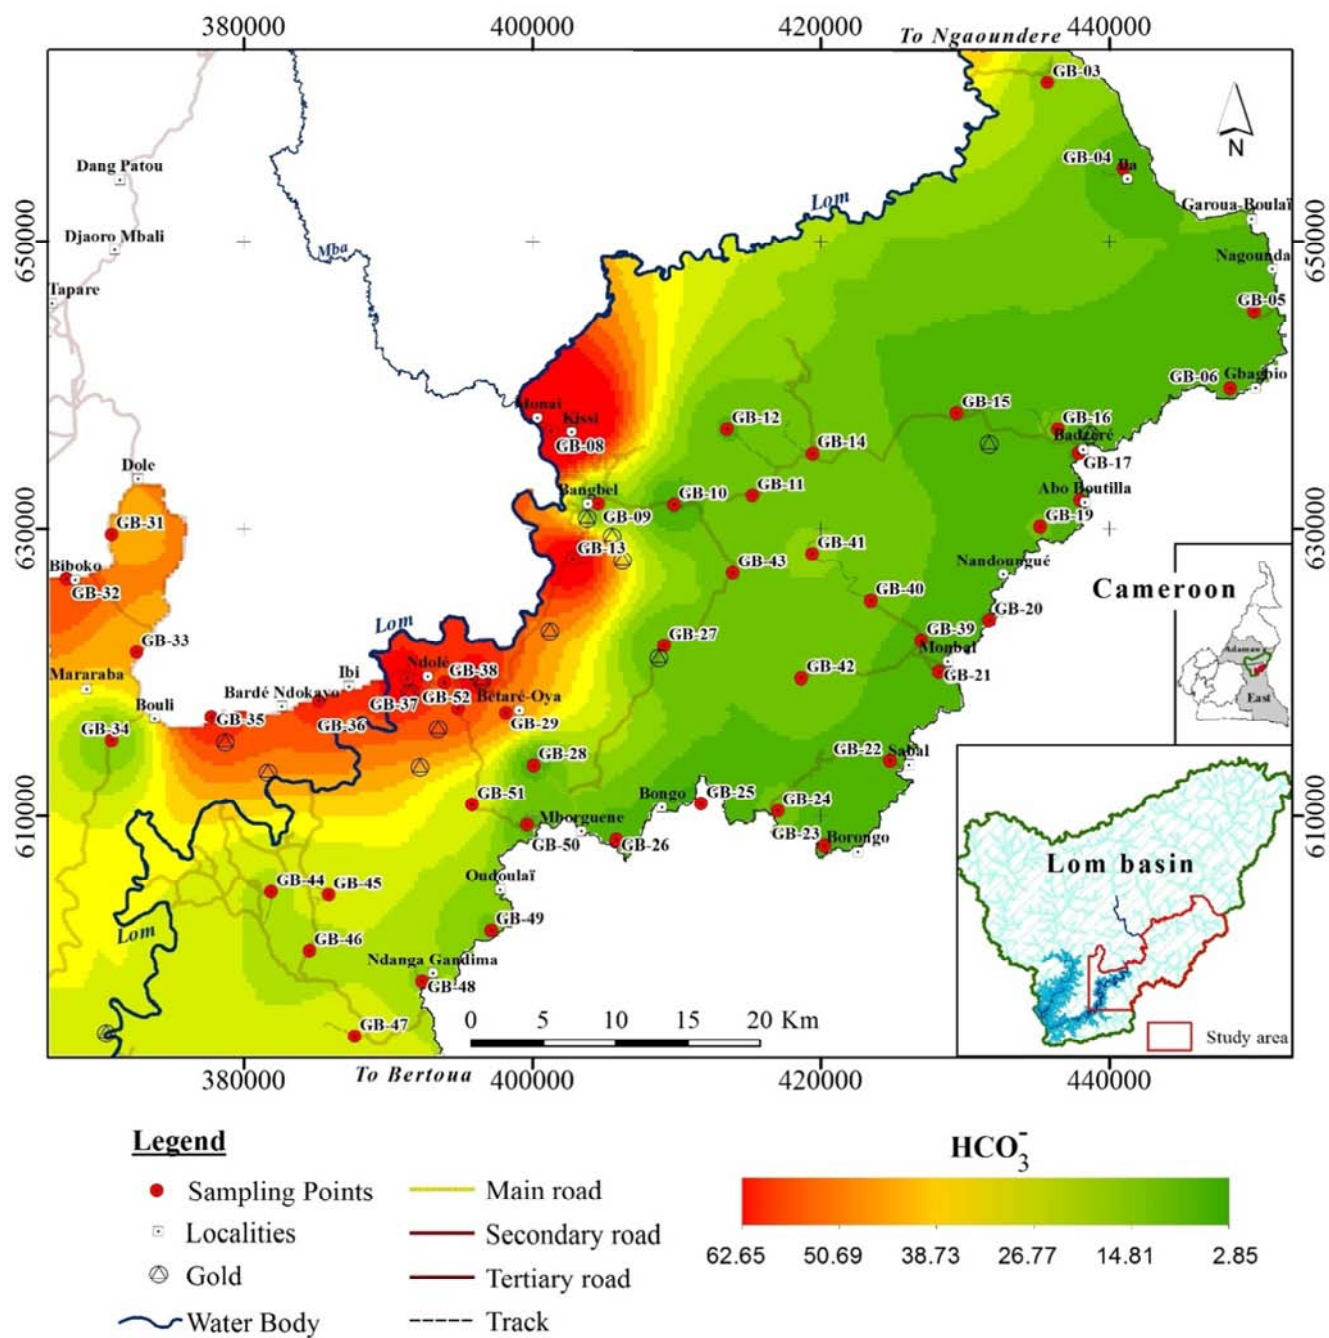 380000
400000
420000
440000
To Ngaoundere
GB-03
Dang Patou
GB-04
Ba
N
Lom
Garoua-Boulaï
650000
Djaoro Mbali
Mba
650000
Nagounda
Tapare
GB-05
GB-06
Gbagbio
Monai
Kissi
GB-08
GB-12
GB-15
GB-16
GB-14
Badzéré
GB-17
Dole
Bangbel
GB-10
GB-11
Abo Boutilla
630000
GB-31
GB-09
GB-19
630000
GB-13
GB-41
Biboko
GB-32
GB-43
Nandoungué
Cameroon
GB-40
Lom
GB-20
GB-33
GB-27
GB-39
Monbal
Adamawa
Mararaba
Ibi
Ndolé
GB-38
GB-42
GB-21
Bardé Ndokayo
GB-37
GB-52
Bétaré-Oya
East
Bouli
GB-35
GB-36
GB-29
GB-34
GB-28
GB-22
Sabal
GB-51
Bongo
GB-25
GB-24
610000
Mborguene
610000
GB-50
GB-26
GB-23
Borongo
Lom basin
GB-44
GB-45
Oudoulaï
Lom
GB-46
GB-49
Ndanga Gandima
GB-48
GB-47
0 5 10 15 20 Km
Study area
380000
To Bertoua
400000
420000
440000
Legend
Sampling Points
Localities
Gold
Water Body
Main road
Secondary road
Tertiary road
Track
HCO₃⁻
62.65 50.69 38.73 26.77 14.81 2.85